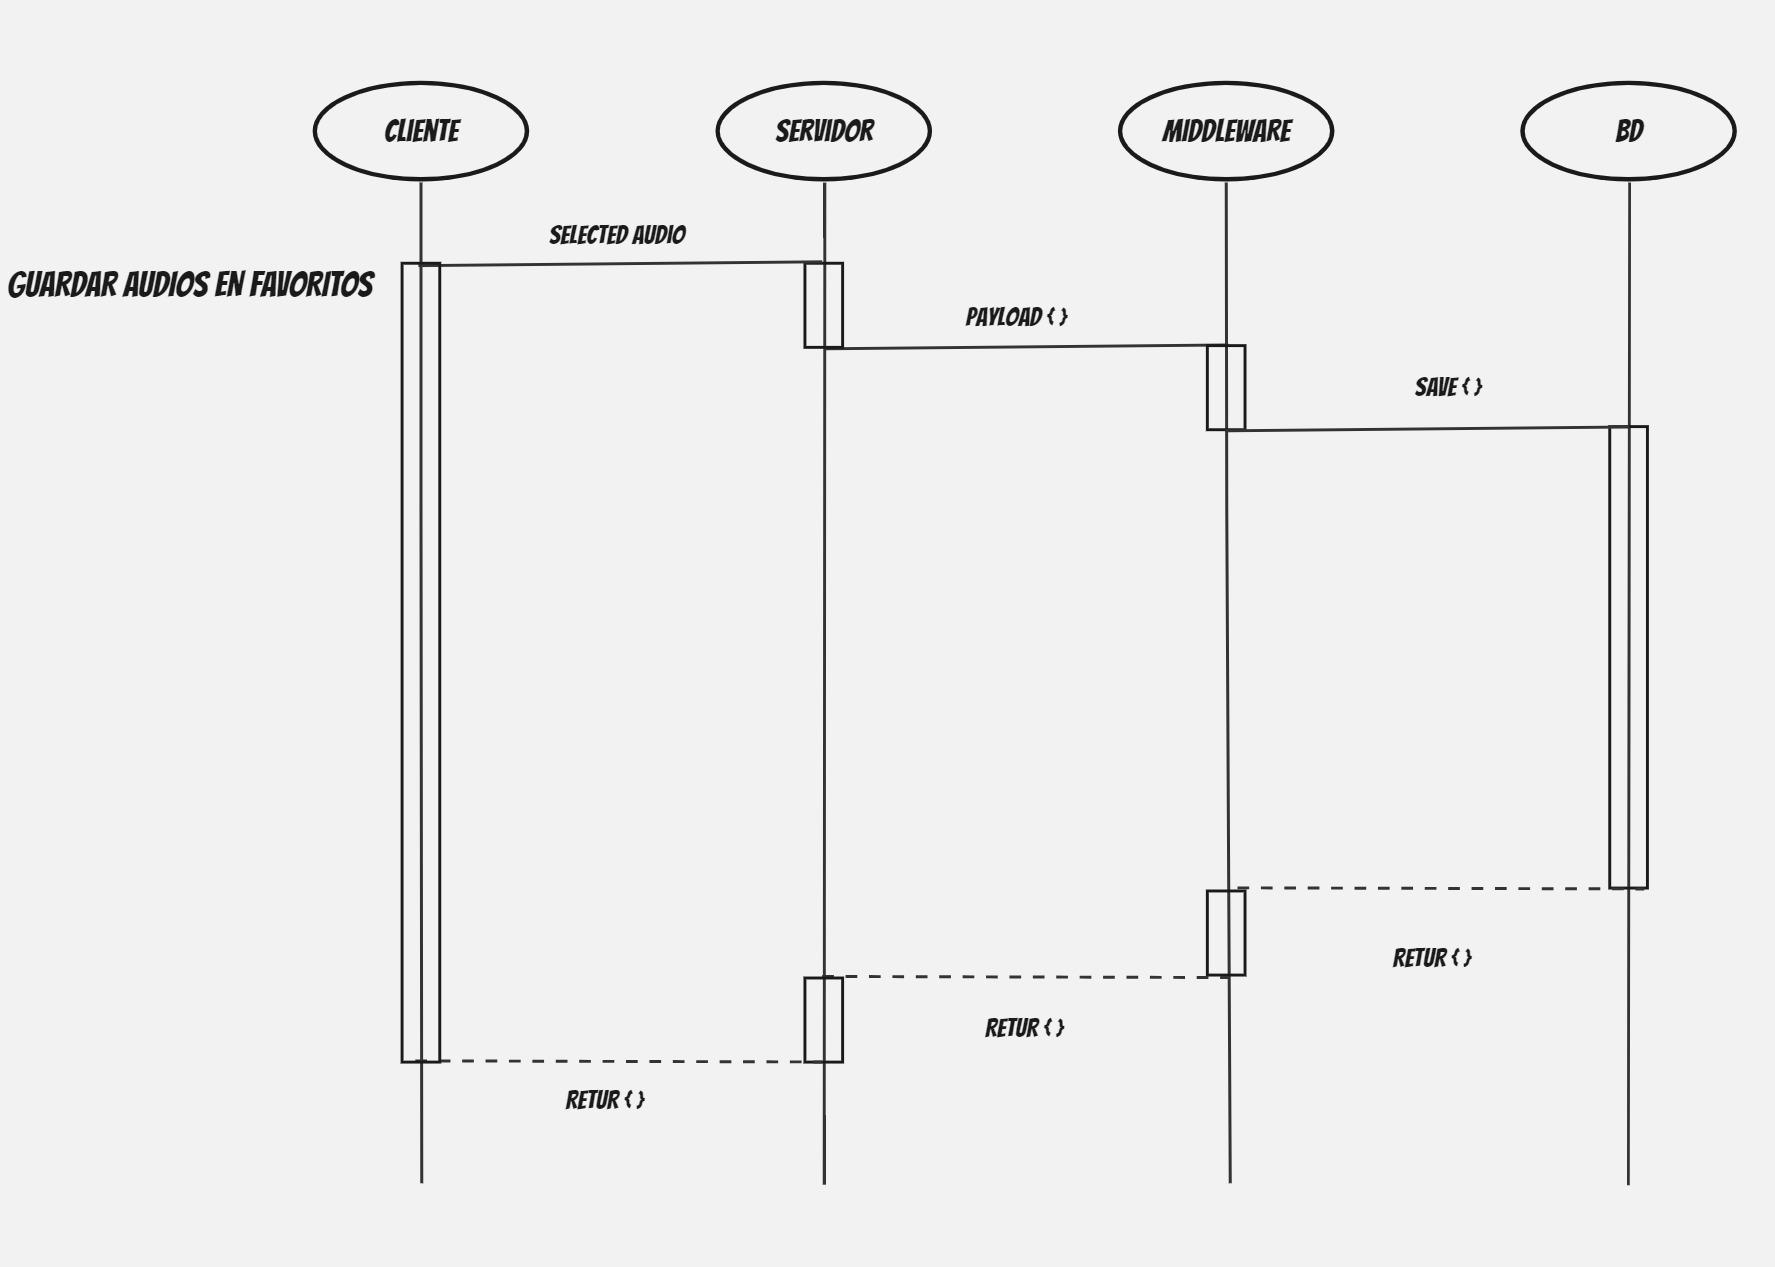 CLIENTE
SERVIDOR
MIDDLEWARE
BD
SELECTED AUDIO
GUARDAR AUDIOS EN FAVORITOS
PAYLOAD { }
SAVE { }
RETUR { }
RETUR { }
RETUR { }